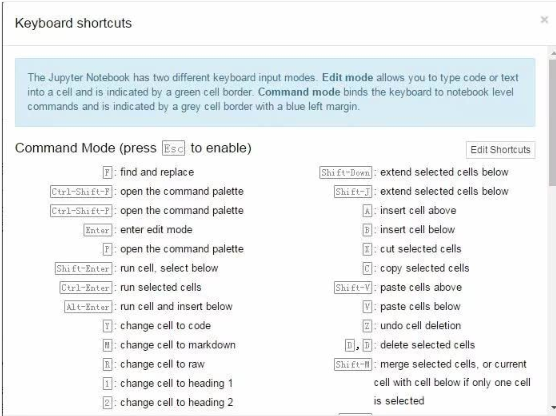 Keyboard shortcuts
×
The Jupyter Notebook has two different keyboard input modes. Edit mode allows you to type code or text
into a cell and is indicated by a green cell border. Command mode binds the keyboard to notebook level
commands and is indicated by a grey cell border with a blue left margin.
Command Mode (press Esc to enable)
Edit Shortcuts
F: find and replace
Ctrl-Shift-F: open the command palette
Ctrl-Shift-P: open the command palette
Enter: enter edit mode
P: open the command palette
Shift-Enter: run cell, select below
Ctrl-Enter: run selected cells
Alt-Enter: run cell and insert below
Y: change cell to code
M: change cell to markdown
R: change cell to raw
1: change cell to heading 1
2: change cell to heading 2
Shift-Down: extend selected cells below
Shift-J: extend selected cells below
A: insert cell above
B: insert cell below
X: cut selected cells
C: copy selected cells
Shift-V: paste cells above
V: paste cells below
Z: undo cell deletion
D, D: delete selected cells
Shift-M: merge selected cells, or current
cell with cell below if only one cell
is selected